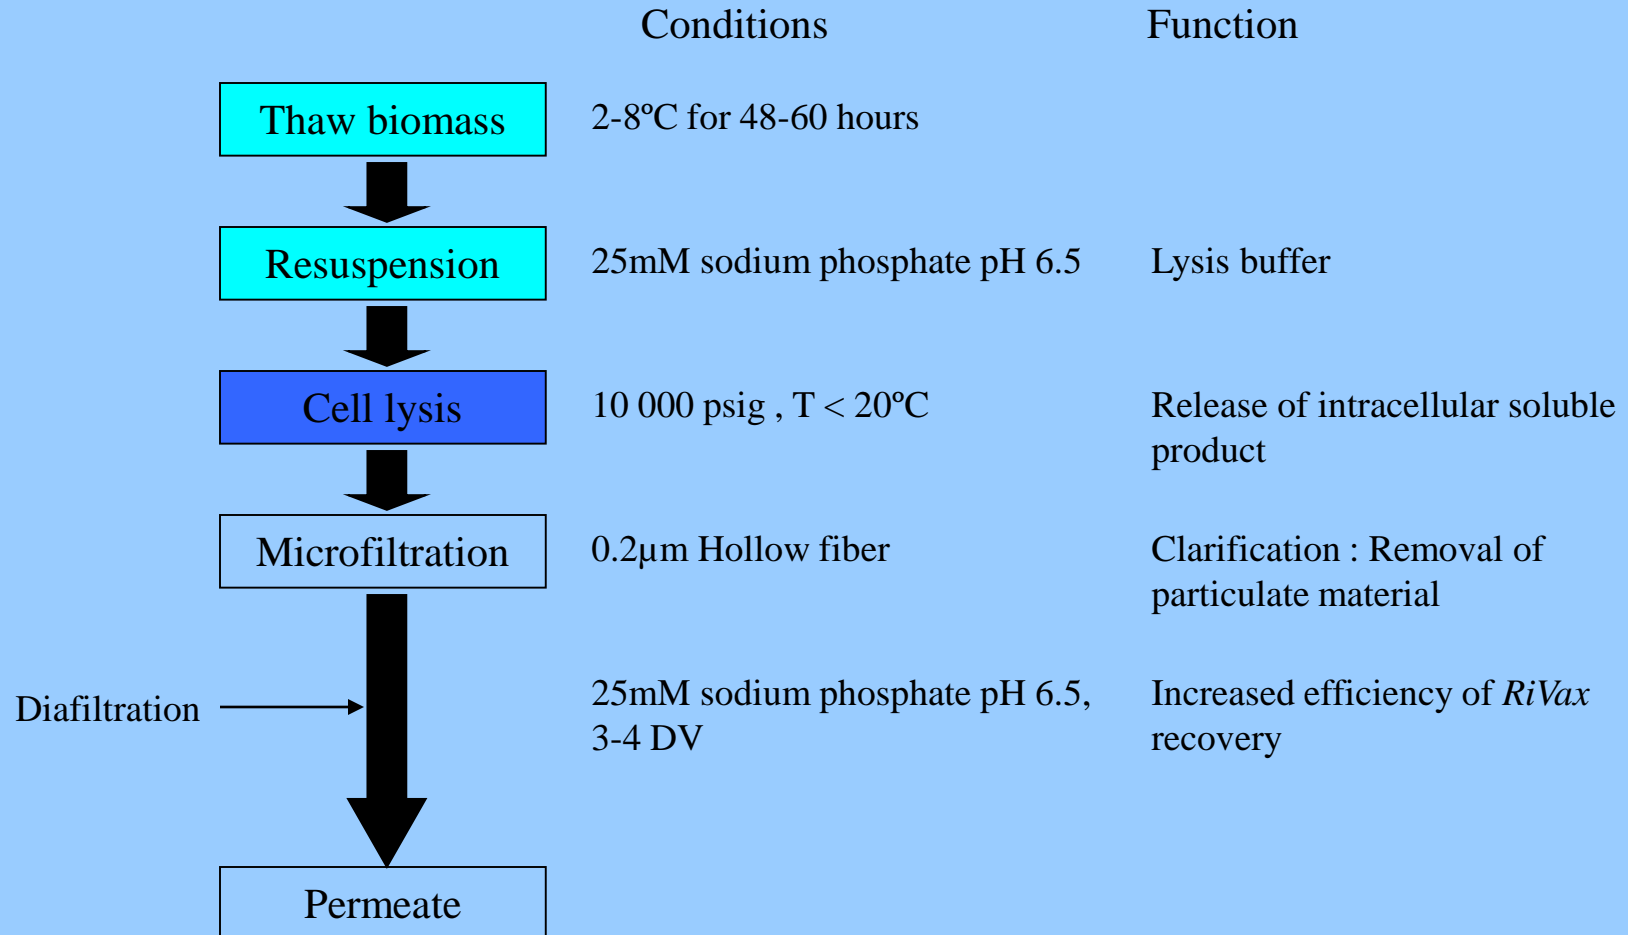 Conditions Function
Thaw biomass 2-8ºC for 48-60 hours
Resuspension 25mM sodium phosphate pH 6.5 Lysis buffer
Cell lysis 10 000 psig , T < 20ºC Release of intracellular soluble
product
Microfiltration 0.2µm Hollow fiber Clarification : Removal of
particulate material
Diafiltration 25mM sodium phosphate pH 6.5, Increased efficiency of RiVax
3-4 DV recovery
Permeate